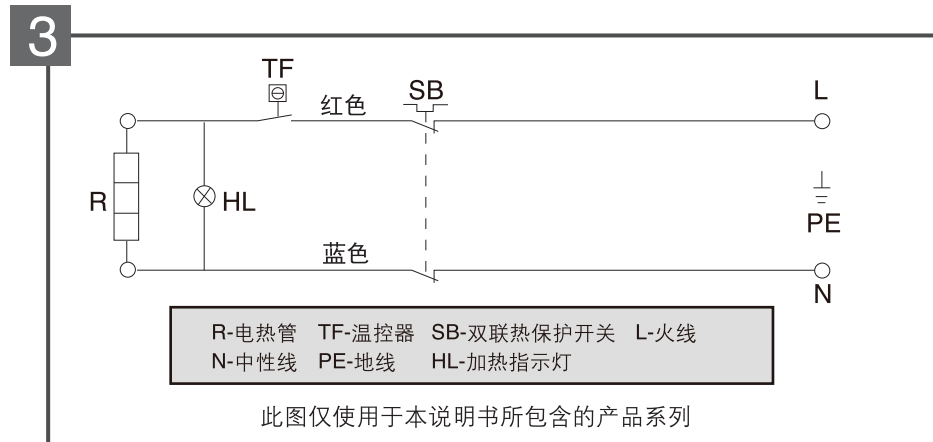 3
TF
红色
SB
L
R
HL
PE
蓝色
N
R-电热管 TF-温控器 SB-双联热保护开关 L-火线
N-中性线 PE-地线 HL-加热指示灯
此图仅使用于本说明书所包含的产品系列